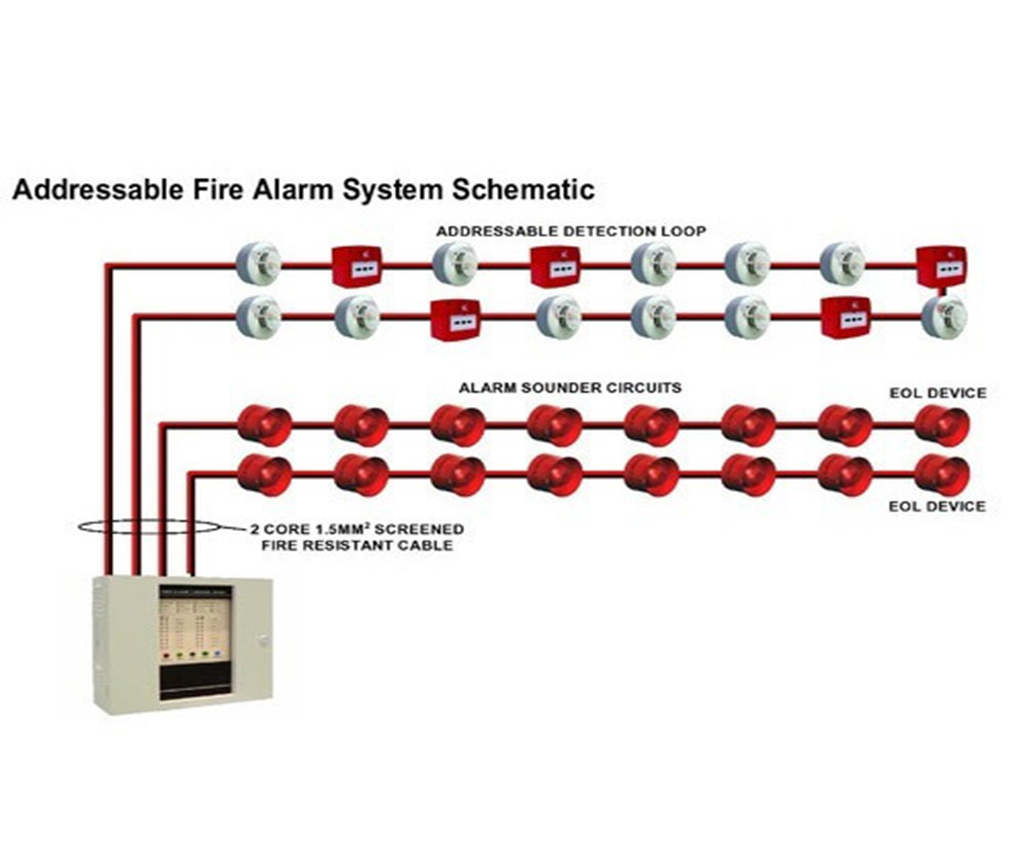 Addressable Fire Alarm System Schematic
ADDRESSABLE DETECTION LOOP
ALARM SOUNDER CIRCUITS
EOL DEVICE
EOL DEVICE
2 CORE 1.5MM² SCREENED
FIRE RESISTANT CABLE